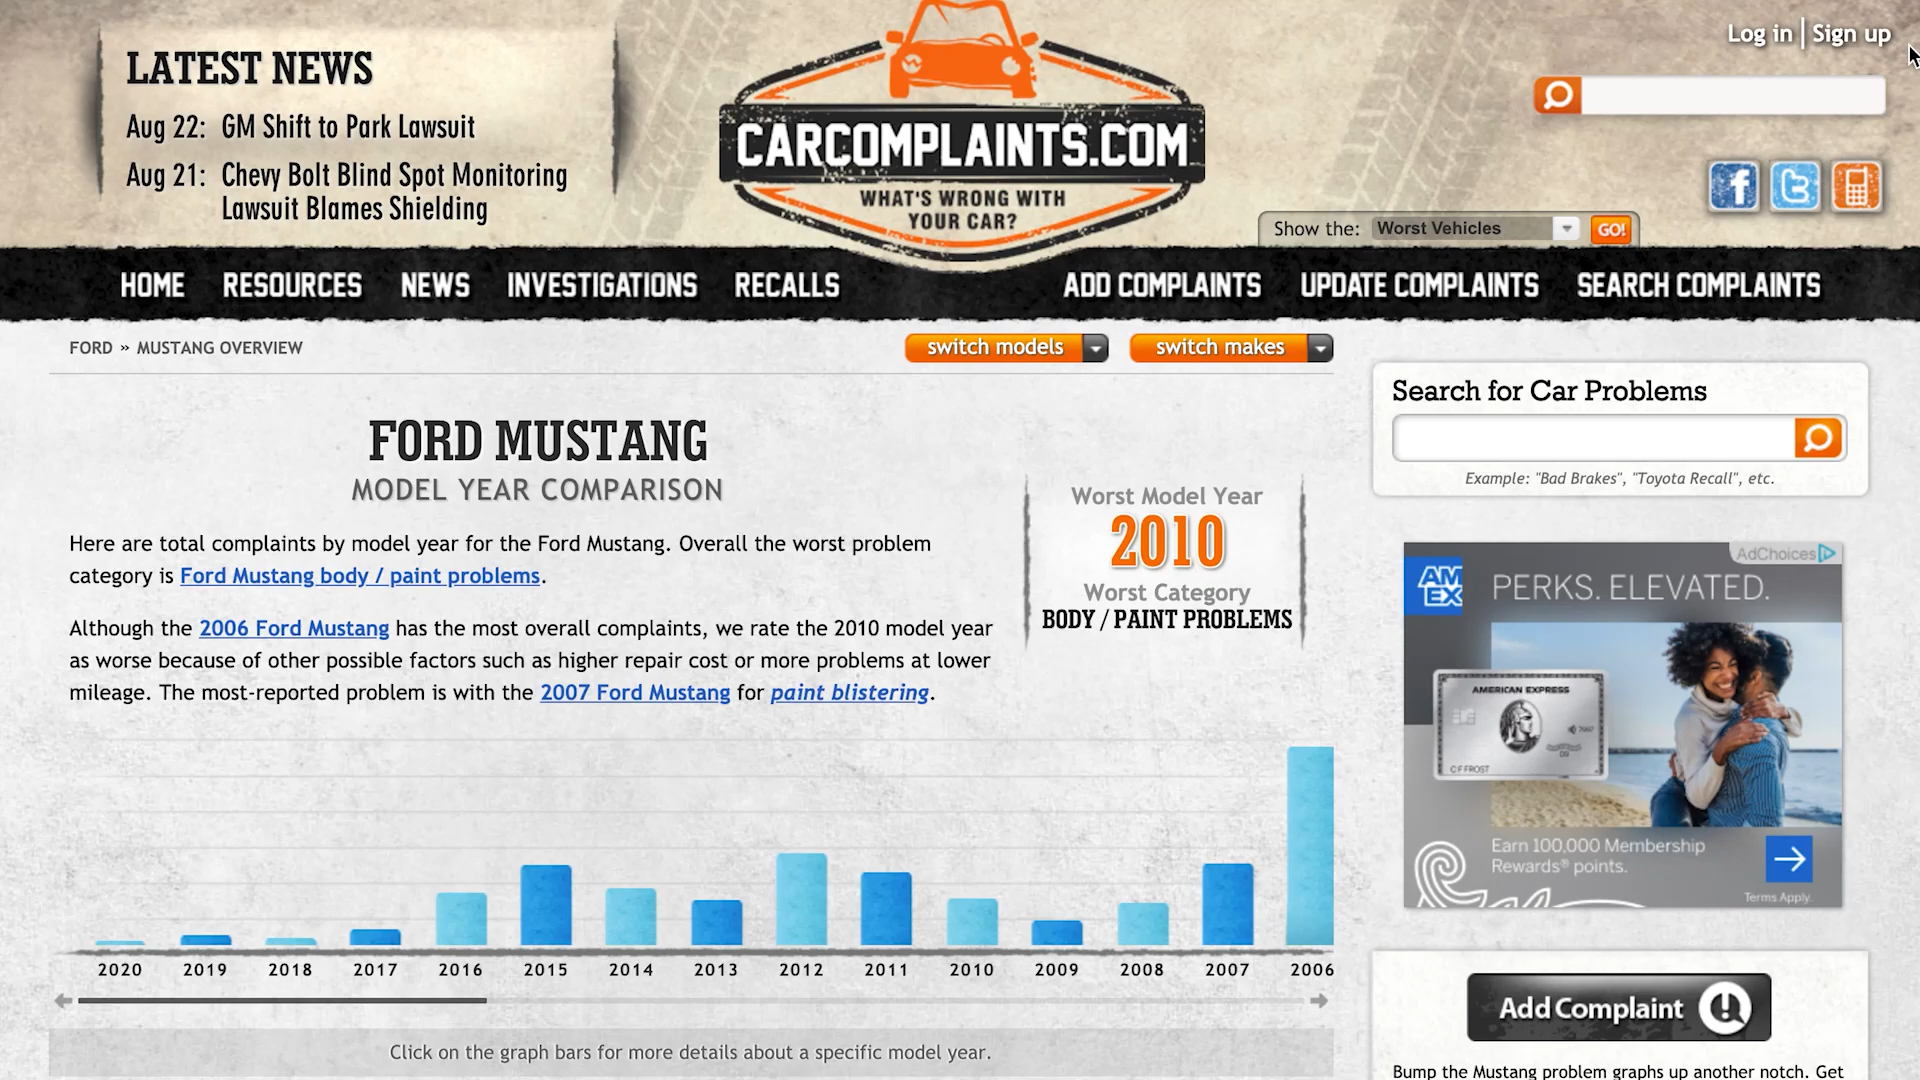 LATEST NEWS
Aug 22: GM Shift to Park Lawsuit
Aug 21: Chevy Bolt Blind Spot Monitoring
Lawsuit Blames Shielding
CARCOMPLAINTS.COM
WHAT'S WRONG WITH
YOUR CAR?
Log in | Sign up
Show the: Worst Vehicles GO!
HOME RESOURCES NEWS INVESTIGATIONS RECALLS ADD COMPLAINTS UPDATE COMPLAINTS SEARCH COMPLAINTS
FORD » MUSTANG OVERVIEW
switch models switch makes
FORD MUSTANG
MODEL YEAR COMPARISON
Here are total complaints by model year for the Ford Mustang. Overall the worst problem
category is Ford Mustang body / paint problems.
Although the 2006 Ford Mustang has the most overall complaints, we rate the 2010 model year
as worse because of other possible factors such as higher repair cost or more problems at lower
mileage. The most-reported problem is with the 2007 Ford Mustang for paint blistering.
Worst Model Year
2010
Worst Category
BODY / PAINT PROBLEMS
2020 2019 2018 2017 2016 2015 2014 2013 2012 2011 2010 2009 2008 2007 2006
Click on the graph bars for more details about a specific model year.
Search for Car Problems
Example: "Bad Brakes", "Toyota Recall", etc.
AdChoices
AM
EX
PERKS. ELEVATED.
AMERICAN EXPRESS
C F FROST
Earn 100,000 Membership
Rewards® points.
Terms Apply.
Add Complaint
Bump the Mustang problem graphs up another notch. Get